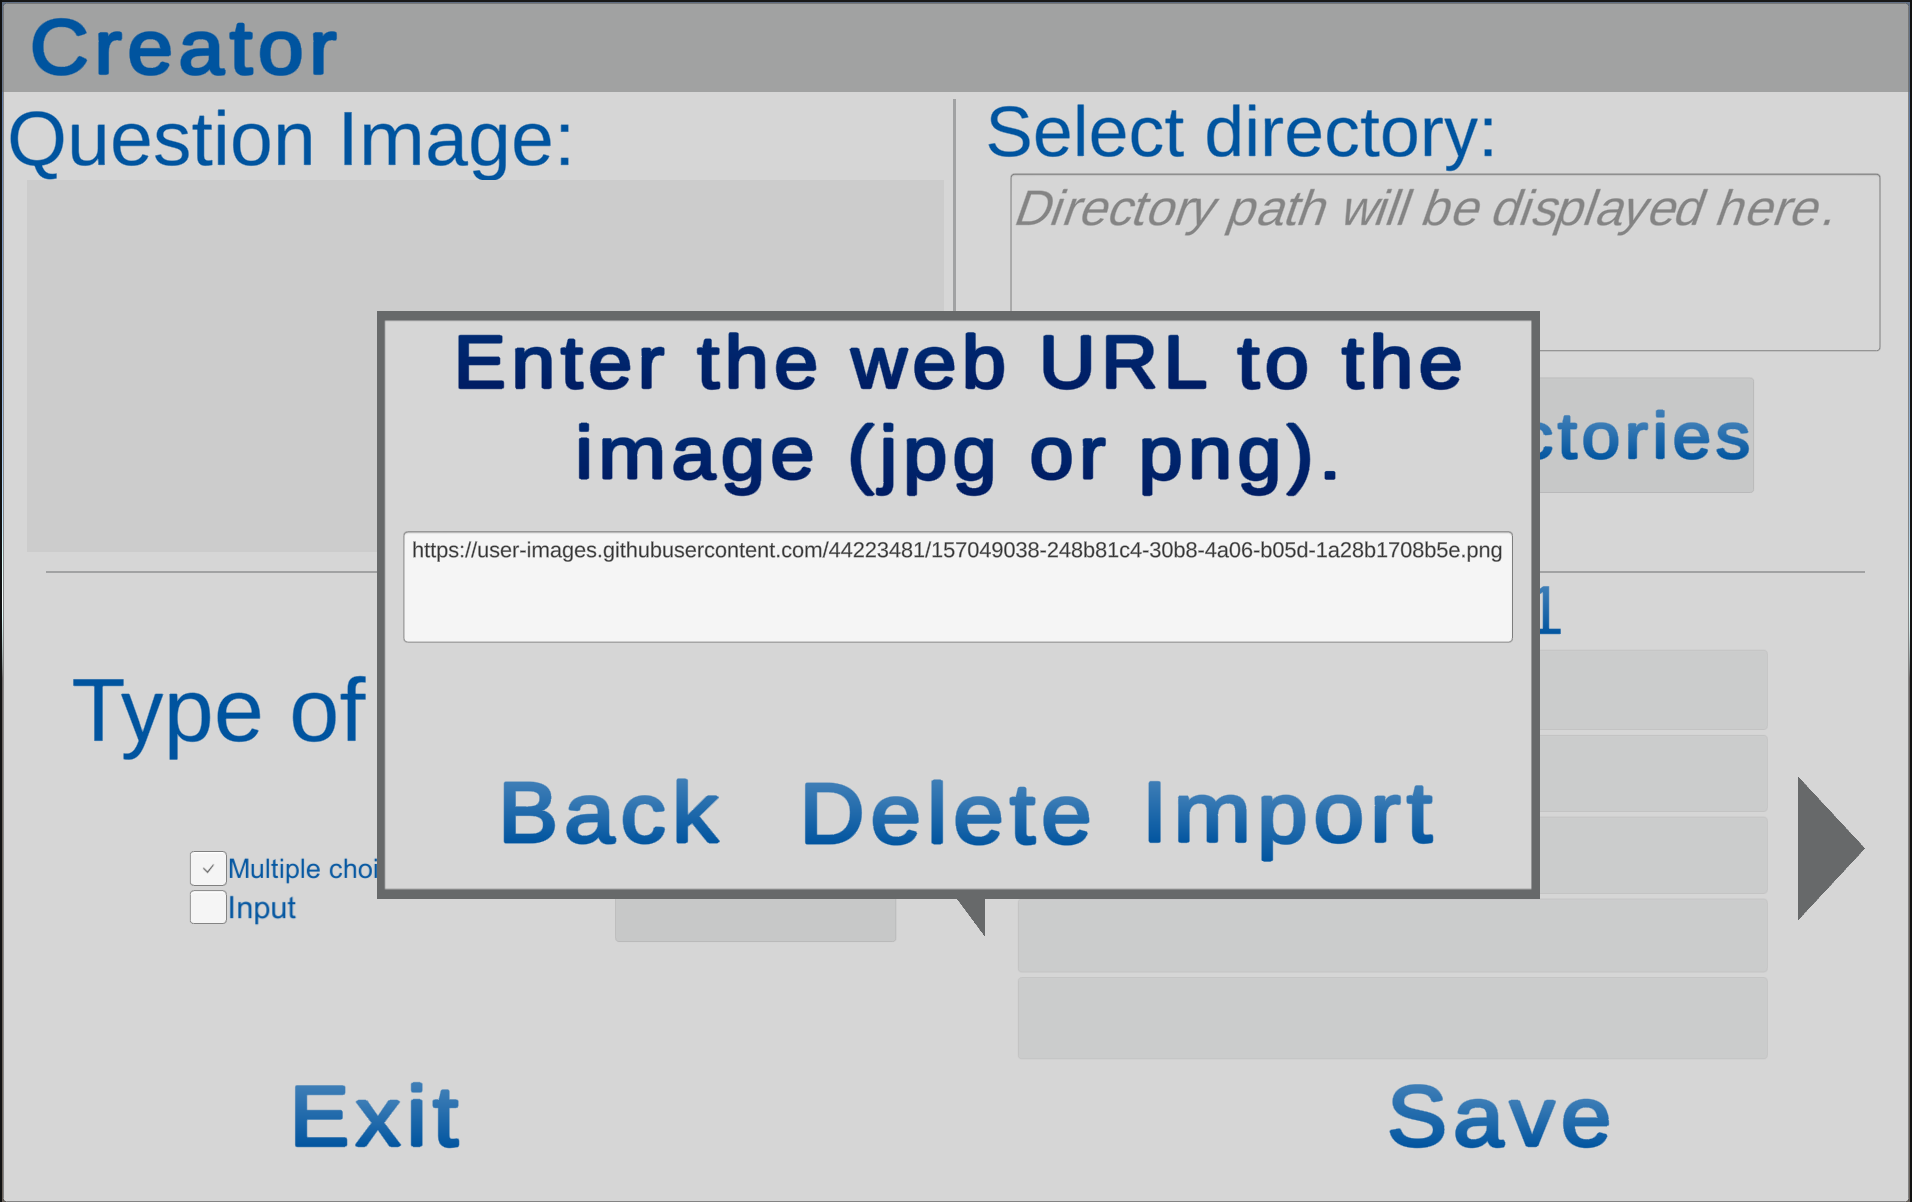 Creator
Question Image:
Select directory:
Directory path will be displayed here.
Enter the web URL to the
image (jpg or png).
ctories
https://user-images.githubusercontent.com/44223481/157049038-248b81c4-30b8-4a06-b05d-1a28b1708b5e.png
1
Type of
Back Delete Import
Multiple choi
Input
Exit
Save